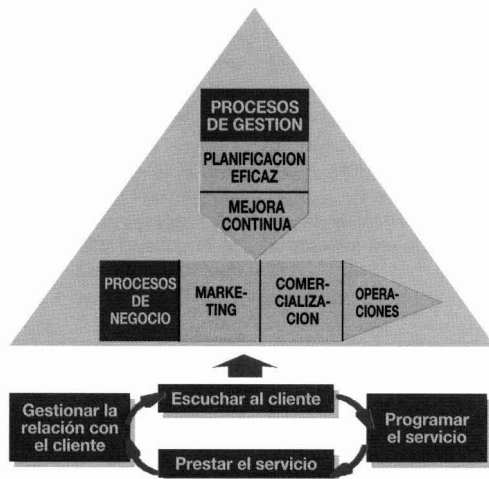 PROCESOS
DE GESTION
PLANIFICACION
EFICAZ
MEJORA
CONTINUA
PROCESOS
DE
NEGOCIO
MARKE-
TING
COMER-
CIALIZA-
CION
OPERA-
CIONES
Escuchar al cliente
Gestionar la
relación con
el cliente
Programar
el servicio
Prestar el servicio